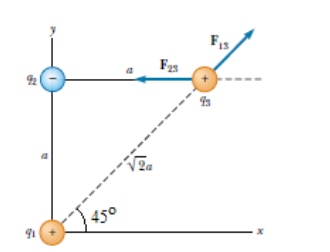 y
F₁₃
q₂ − a F₂₃ +
q₃
a
√2a
45°
q₁ + x